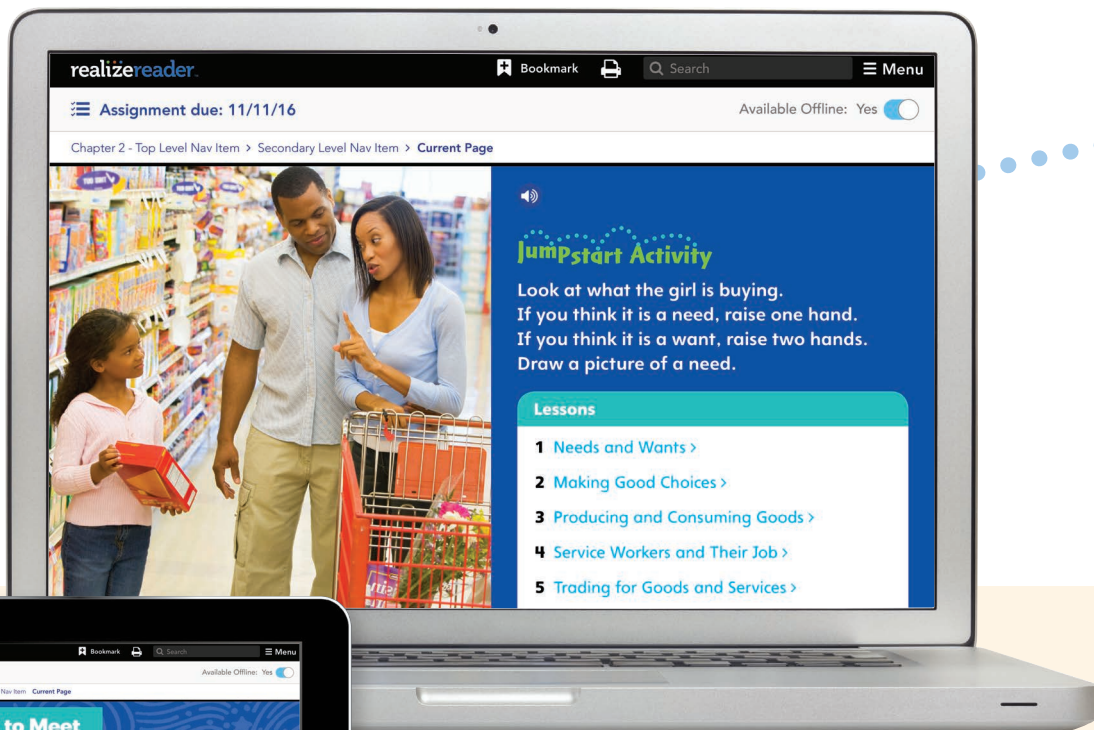 realizereader.
Bookmark
Search
Menu
Assignment due: 11/11/16
Available Offline: Yes
Chapter 2 - Top Level Nav Item > Secondary Level Nav Item > Current Page
Jumpstart Activity
Look at what the girl is buying.
If you think it is a need, raise one hand.
If you think it is a want, raise two hands.
Draw a picture of a need.
Lessons
1 Needs and Wants >
2 Making Good Choices >
3 Producing and Consuming Goods >
4 Service Workers and Their Job >
5 Trading for Goods and Services >
Bookmark
Search
Menu
Available Offline: Yes
Nav Item Current Page
to Meet